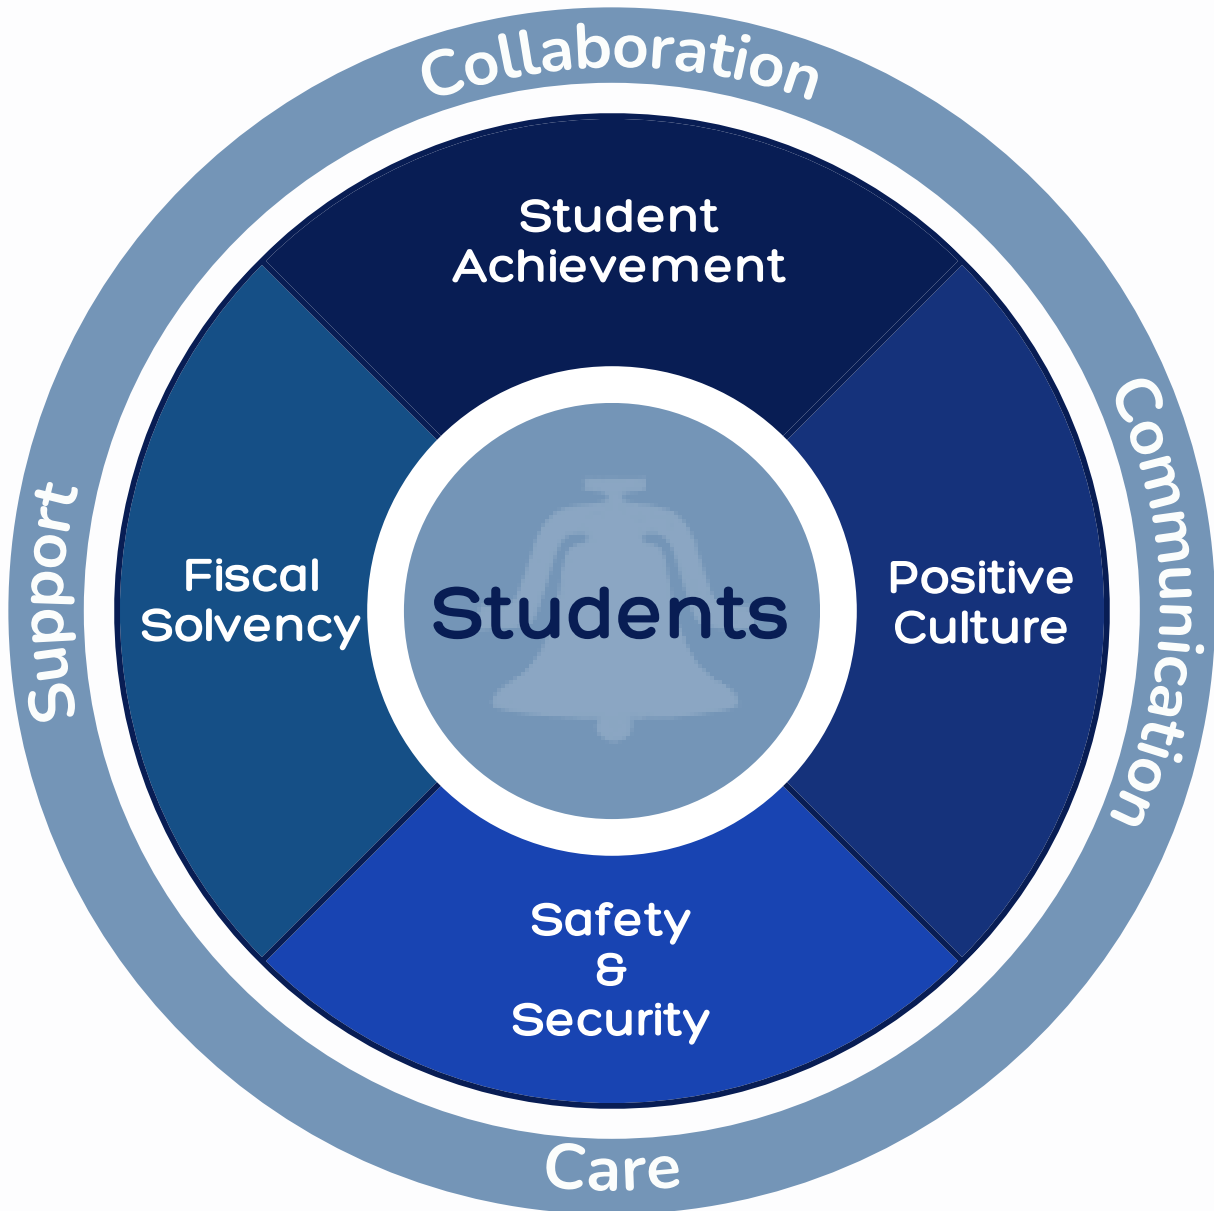 Collaboration
Student
Achievement
Communication
Positive
Culture
Safety
&
Security
Care
Support
Fiscal
Solvency
Students